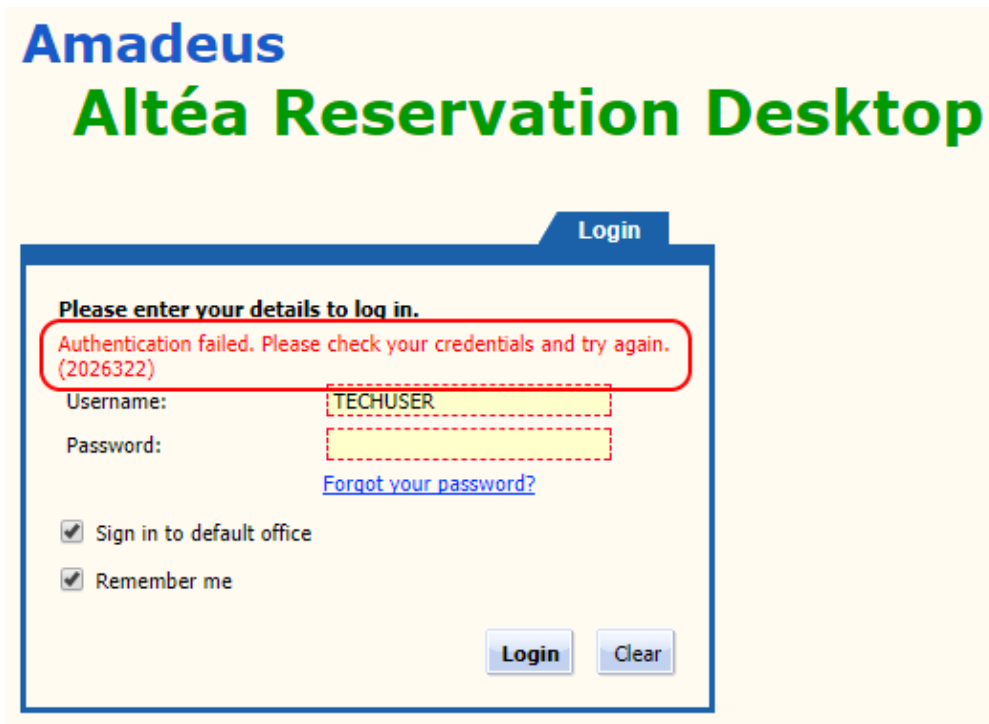 Amadeus
Altéa Reservation Desktop
Login
Please enter your details to log in.
Authentication failed. Please check your credentials and try again.
(2026322)
Username: TECHUSER
Password:
Forgot your password?
Sign in to default office
Remember me
Login Clear